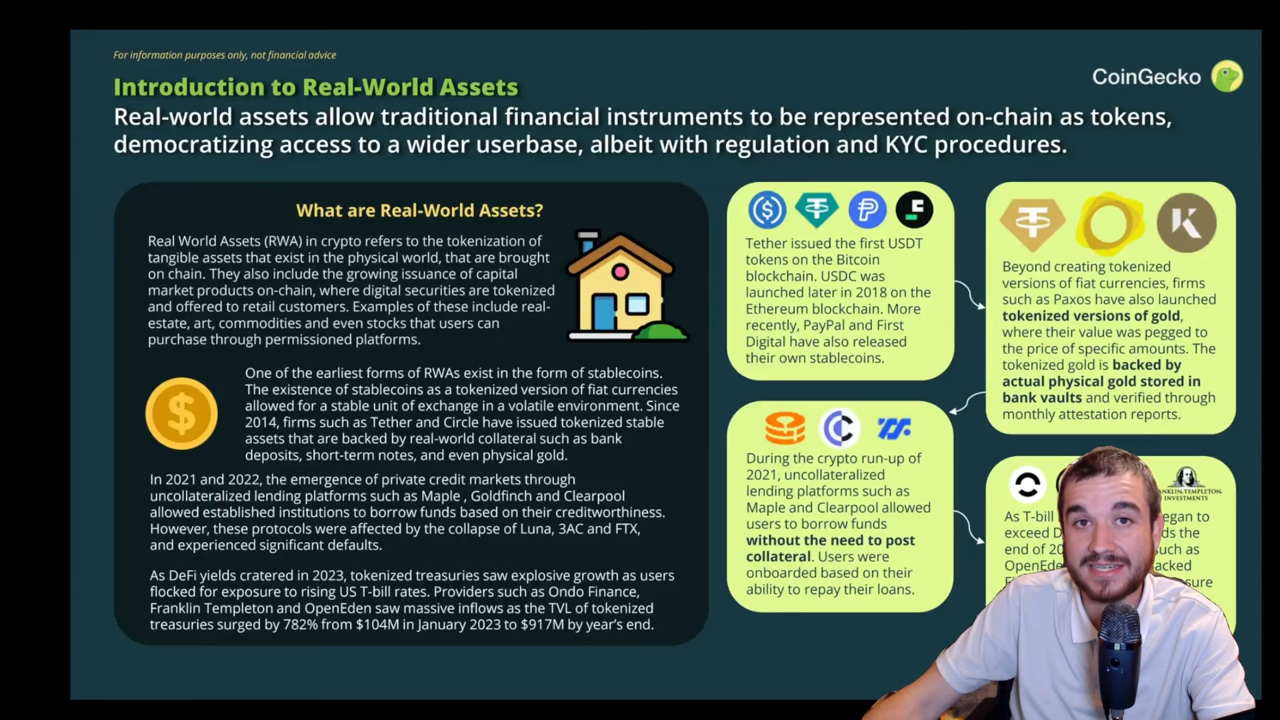 For information purposes only, not financial advice
Introduction to Real-World Assets
CoinGecko
Real-world assets allow traditional financial instruments to be represented on-chain as tokens,
democratizing access to a wider userbase, albeit with regulation and KYC procedures.
What are Real-World Assets?
Real World Assets (RWA) in crypto refers to the tokenization of
tangible assets that exist in the physical world, that are brought
on chain. They also include the growing issuance of capital
market products on-chain, where digital securities are tokenized
and offered to retail customers. Examples of these include real-
estate, art, commodities and even stocks that users can
purchase through permissioned platforms.
One of the earliest forms of RWAs exist in the form of stablecoins.
The existence of stablecoins as a tokenized version of fiat currencies
allowed for a stable unit of exchange in a volatile environment. Since
2014, firms such as Tether and Circle have issued tokenized stable
assets that are backed by real-world collateral such as bank
deposits, short-term notes, and even physical gold.
In 2021 and 2022, the emergence of private credit markets through
uncollateralized lending platforms such as Maple , Goldfinch and Clearpool
allowed established institutions to borrow funds based on their creditworthiness.
However, these protocols were affected by the collapse of Luna, 3AC and FTX,
and experienced significant defaults.
As DeFi yields cratered in 2023, tokenized treasuries saw explosive growth as users
flocked for exposure to rising US T-bill rates. Providers such as Ondo Finance,
Franklin Templeton and OpenEden saw massive inflows as the TVL of tokenized
treasuries surged by 782% from $104M in January 2023 to $917M by year's end.
Tether issued the first USDT
tokens on the Bitcoin
blockchain. USDC was
launched later in 2018 on the
Ethereum blockchain. More
recently, PayPal and First
Digital have also released
their own stablecoins.
Beyond creating tokenized
versions of fiat currencies, firms
such as Paxos have also launched
tokenized versions of gold,
where their value was pegged to
the price of specific amounts. The
tokenized gold is backed by
actual physical gold stored in
bank vaults and verified through
monthly attestation reports.
During the crypto run-up of
2021, uncollateralized
lending platforms such as
Maple and Clearpool allowed
users to borrow funds
without the need to post
collateral. Users were
onboarded based on their
ability to repay their loans.
INVESTMENTS
As T-bill began to
exceed
end of such as